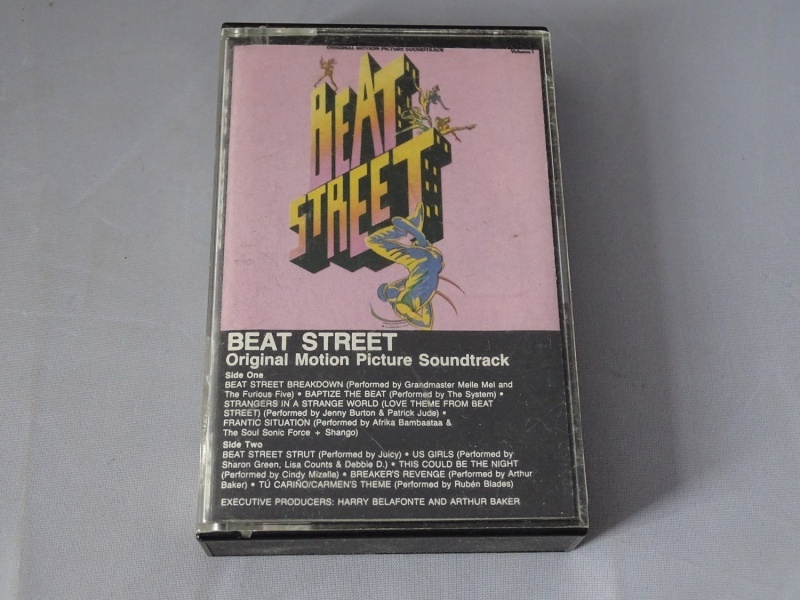 ORIGINAL MOTION PICTURE SOUNDTRACK Volume 1
BEAT
STREET
BEAT STREET
Original Motion Picture Soundtrack
Side One
BEAT STREET BREAKDOWN (Performed by Grandmaster Melle Mel and
The Furious Five) • BAPTIZE THE BEAT (Performed by The System) •
STRANGERS IN A STRANGE WORLD (LOVE THEME FROM BEAT
STREET) (Performed by Jenny Burton & Patrick Jude) •
FRANTIC SITUATION (Performed by Afrika Bambaataa &
The Soul Sonic Force + Shango)
Side Two
BEAT STREET STRUT (Performed by Juicy) • US GIRLS (Performed by
Sharon Green, Lisa Counts & Debbie D.) • THIS COULD BE THE NIGHT
(Performed by Cindy Mizelle) • BREAKER'S REVENGE (Performed by Arthur
Baker) • TÚ CARIÑO/CARMEN'S THEME (Performed by Rubén Blades)
EXECUTIVE PRODUCERS: HARRY BELAFONTE AND ARTHUR BAKER